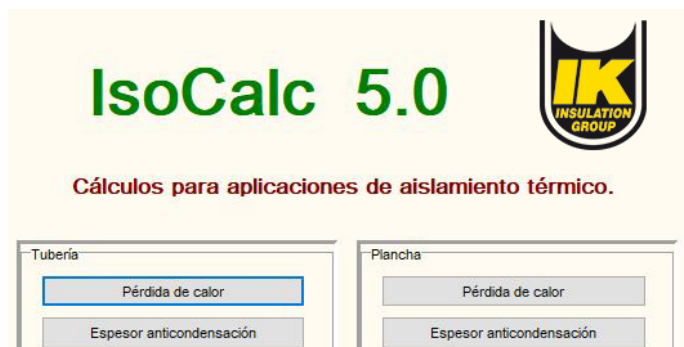 IsoCalc 5.0
IK
INSULATION
GROUP
Cálculos para aplicaciones de aislamiento térmico.
Tubería
Pérdida de calor
Espesor anticondensación
Plancha
Pérdida de calor
Espesor anticondensación